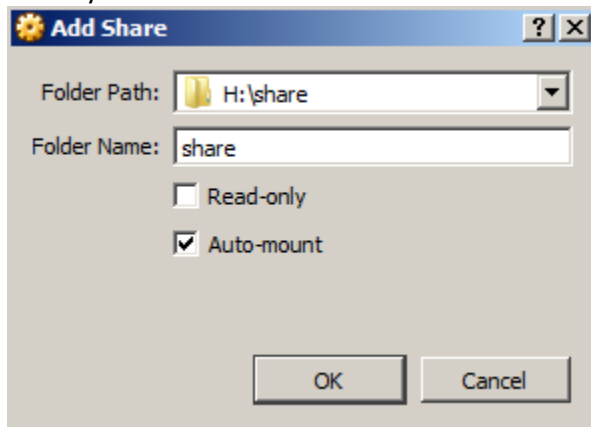 Add Share
Folder Path: H:\share
Folder Name: share
Read-only
Auto-mount
OK Cancel